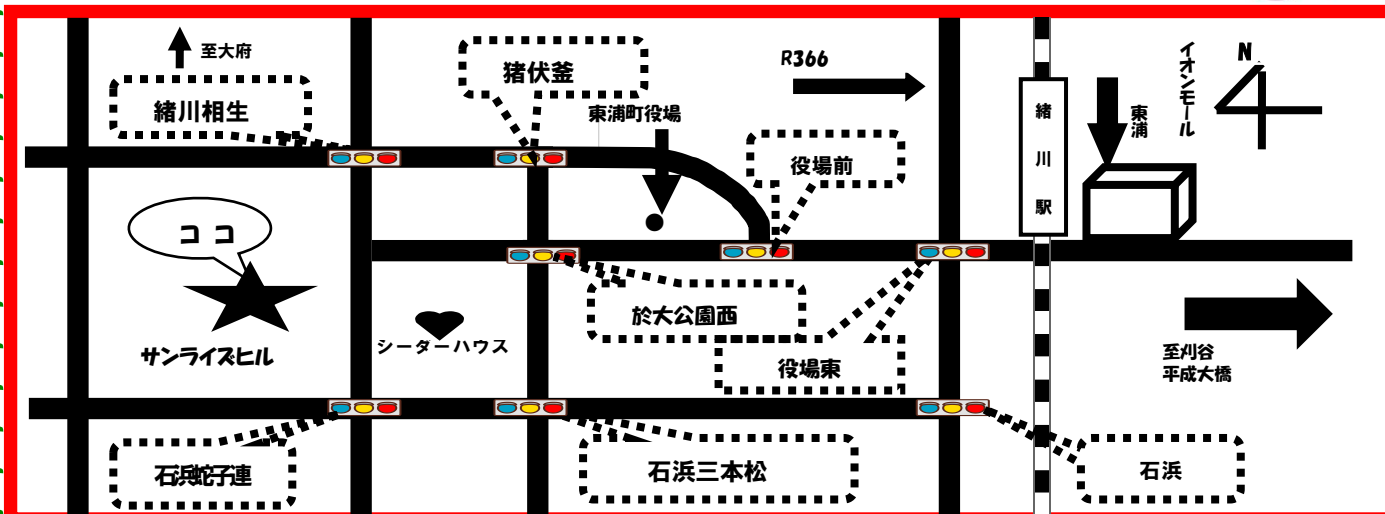 至大府
緒川相生
猪伏釜
東浦町役場
R366
役場前
緒川駅
イオンモール
東浦
N
ココ
サンライズヒル
シーダーハウス
於大公園西
役場東
至刈谷
平成大橋
石浜蛇子連
石浜三本松
石浜